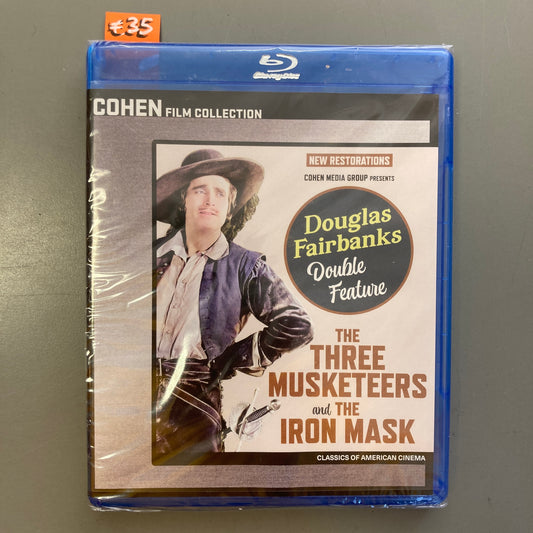 €35
Blu-ray Disc
COHEN FILM COLLECTION
NEW RESTORATIONS
COHEN MEDIA GROUP PRESENTS
Douglas
Fairbanks
Double
Feature
THE
THREE
MUSKETEERS
and THE
IRON MASK
CLASSICS OF AMERICAN CINEMA